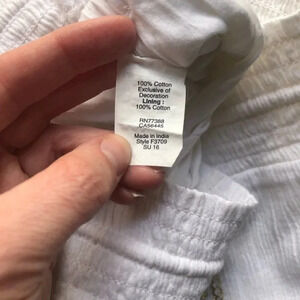 100% Cotton
Exclusive of
Decoration
Lining :
100% Cotton
RN77388
CA56445
Made in India
Style F3709
SU 16